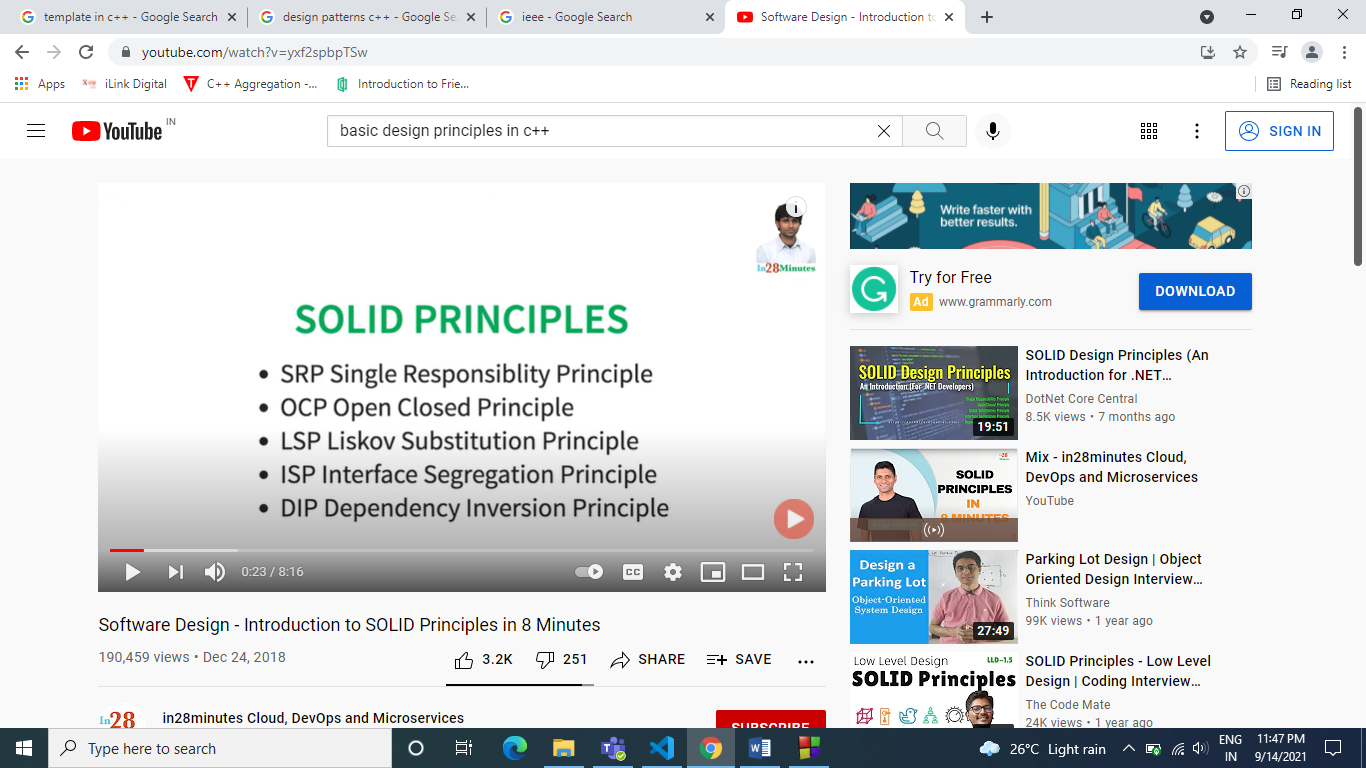 template in c++ - Google Search
design patterns c++ - Google Se
ieee - Google Search
Software Design - Introduction to
youtube.com/watch?v=yxf2spbpTSw
Apps
iLink Digital
C++ Aggregation -...
Introduction to Frie...
Reading list
YouTube IN
basic design principles in c++
SIGN IN
In28Minutes
SOLID PRINCIPLES
• SRP Single Responsiblity Principle
• OCP Open Closed Principle
• LSP Liskov Substitution Principle
• ISP Interface Segregation Principle
• DIP Dependency Inversion Principle
0:23 / 8:16
CC
Software Design - Introduction to SOLID Principles in 8 Minutes
190,459 views • Dec 24, 2018
3.2K
251
SHARE
SAVE
In28
in28minutes Cloud, DevOps and Microservices
SUBSCRIBE
Write faster with
better results.
Try for Free
Ad www.grammarly.com
DOWNLOAD
SOLID Design Principles
An Introduction (For .NET Developers)
19:51
SOLID Design Principles (An
Introduction for .NET...
DotNet Core Central
8.5K views • 7 months ago
SOLID
PRINCIPLES
IN
8 MINUTES
Mix - in28minutes Cloud,
DevOps and Microservices
YouTube
Design a
Parking Lot
Object-Oriented
System Design
27:49
Parking Lot Design | Object
Oriented Design Interview...
Think Software
99K views • 1 year ago
Low Level Design
LLD-1.5
SOLID Principles
SOLID Principles - Low Level
Design | Coding Interview...
The Code Mate
24K views • 1 year ago
Type here to search
26°C Light rain
ENG
IN
11:47 PM
9/14/2021